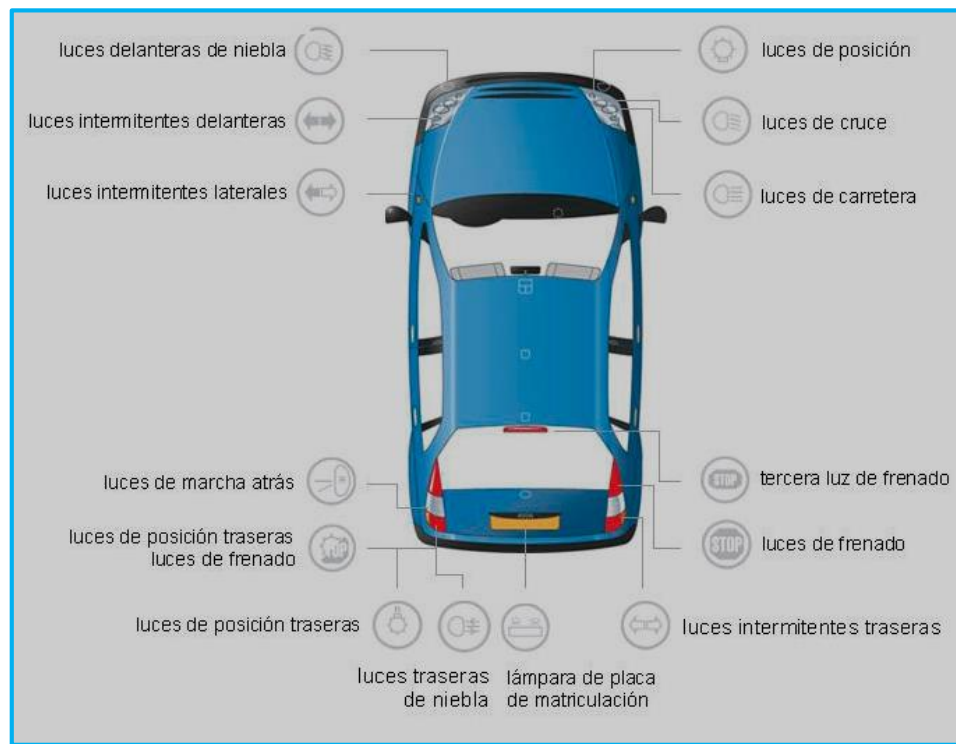 luces delanteras de niebla
luces de posición
luces intermitentes delanteras
luces de cruce
luces intermitentes laterales
luces de carretera
luces de marcha atrás
STOP
tercera luz de frenado
luces de posición traseras
luces de frenado
STOP
luces de frenado
luces de posición traseras
luces intermitentes traseras
luces traseras
de niebla
lámpara de placa
de matriculación